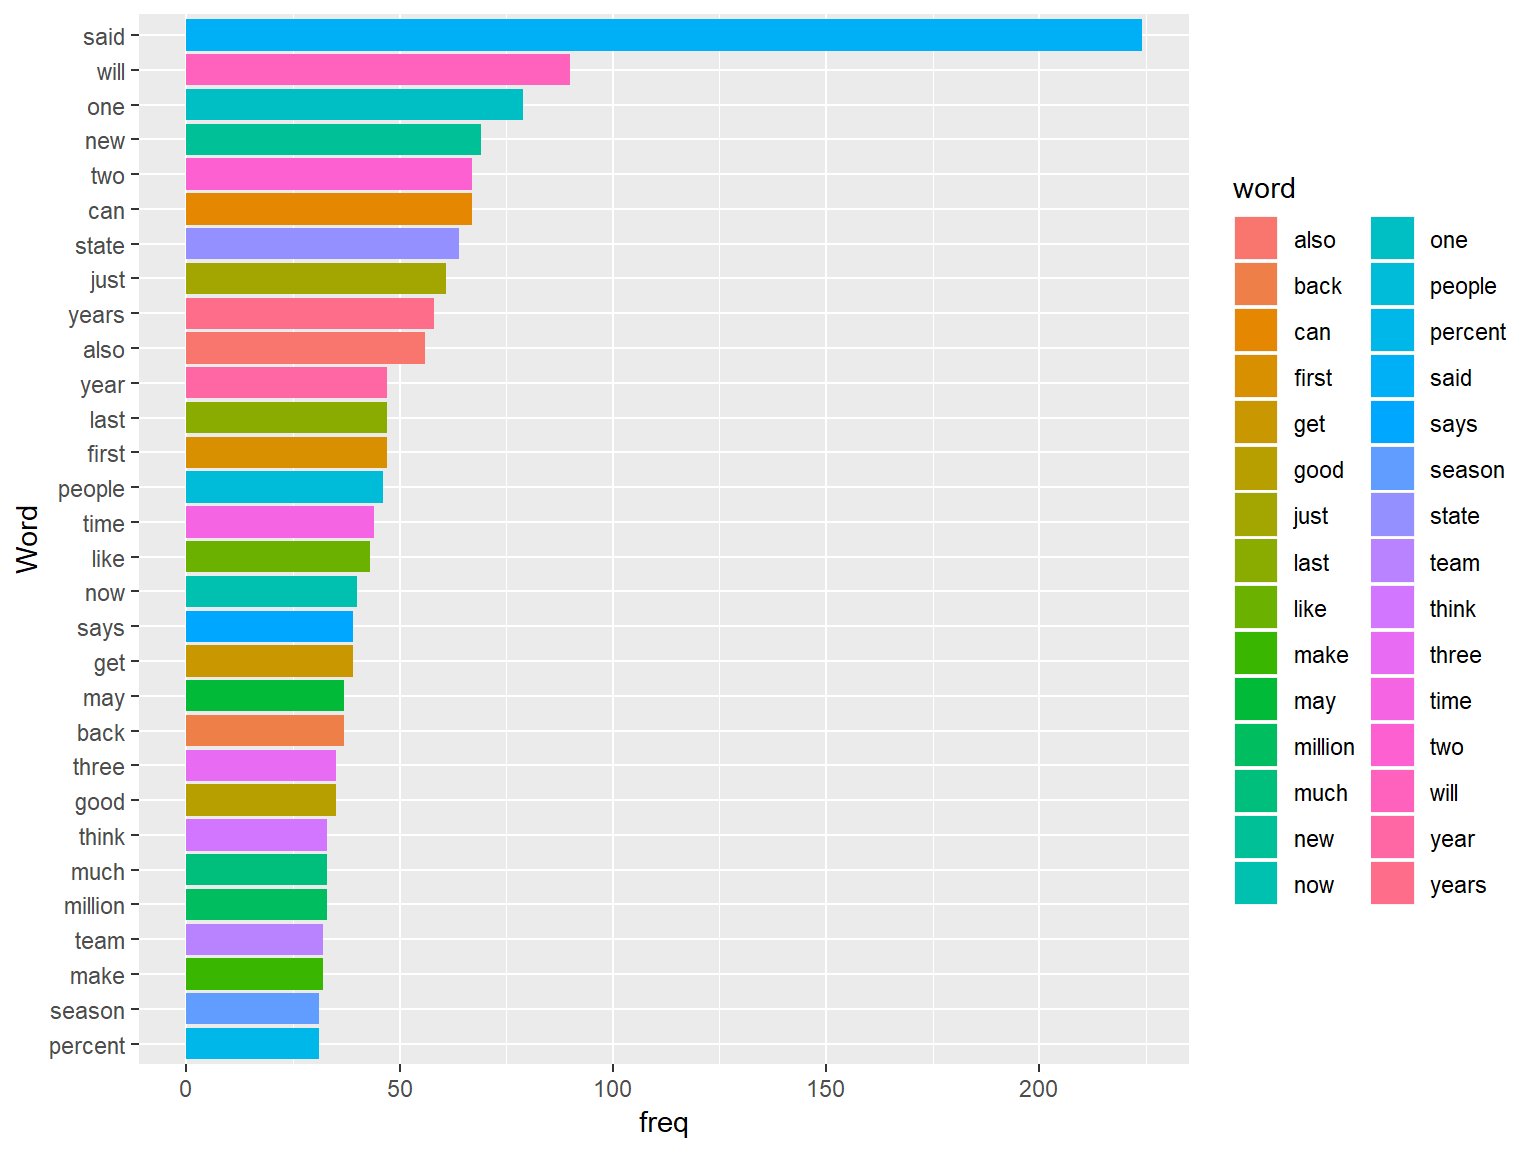 said
will
one
new
two
can
state
just
years
also
year
last
first
people
time
like
now
says
get
may
back
three
good
think
much
million
team
make
season
percent
Word
0 50 100 150 200
freq
word
also one
back people
can percent
first said
get says
good season
just state
last team
like think
make three
may time
million two
much will
new year
now years